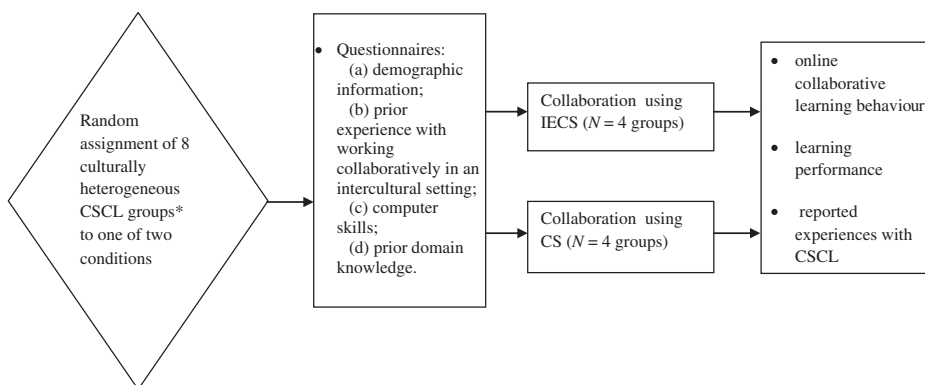 Random
assignment of 8
culturally
heterogeneous
CSCL groups*
to one of two
conditions
• Questionnaires:
(a) demographic
information;
(b) prior
experience with
working
collaboratively in an
intercultural setting;
(c) computer
skills;
(d) prior domain
knowledge.
Collaboration using
IECS (N = 4 groups)
Collaboration using
CS (N = 4 groups)
• online
collaborative
learning behaviour
• learning
performance
• reported
experiences with
CSCL